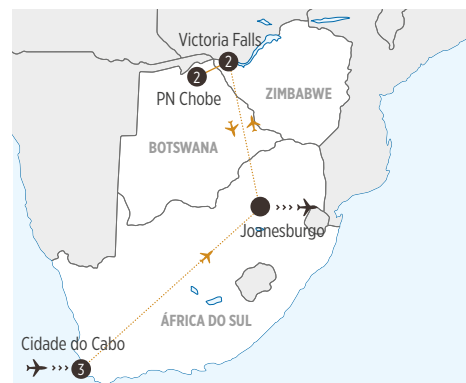 Victoria Falls
2
2
PN Chobe
ZIMBABWE
BOTSWANA
Joanesburgo
ÁFRICA DO SUL
Cidade do Cabo
3